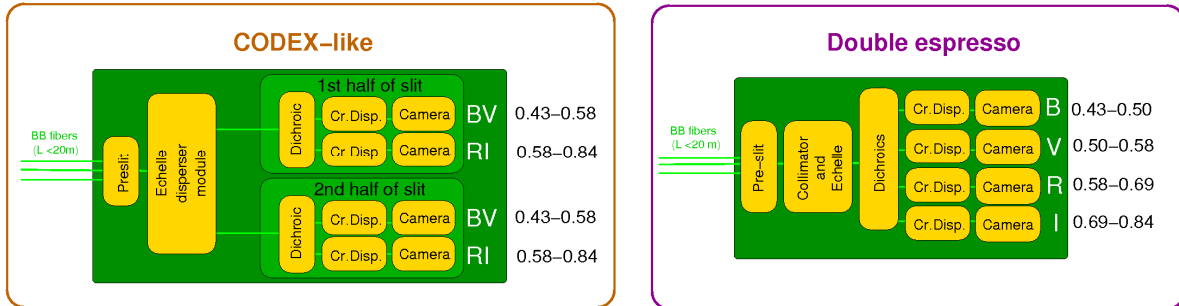 CODEX–like
BB fibers
(L <20m)
Preslit
Echelle
disperser
module
1st half of slit
Dichroic
Cr.Disp.
Camera
BV
0.43–0.58
Cr.Disp.
Camera
RI
0.58–0.84
2nd half of slit
Dichroic
Cr.Disp.
Camera
BV
0.43–0.58
Cr.Disp.
Camera
RI
0.58–0.84
Double espresso
BB fibers
(L <20 m)
Pre–slit
Collimator
and
Echelle
Dichroics
Cr.Disp.
Camera
B
0.43–0.50
Cr.Disp.
Camera
V
0.50–0.58
Cr.Disp.
Camera
R
0.58–0.69
Cr.Disp.
Camera
I
0.69–0.84